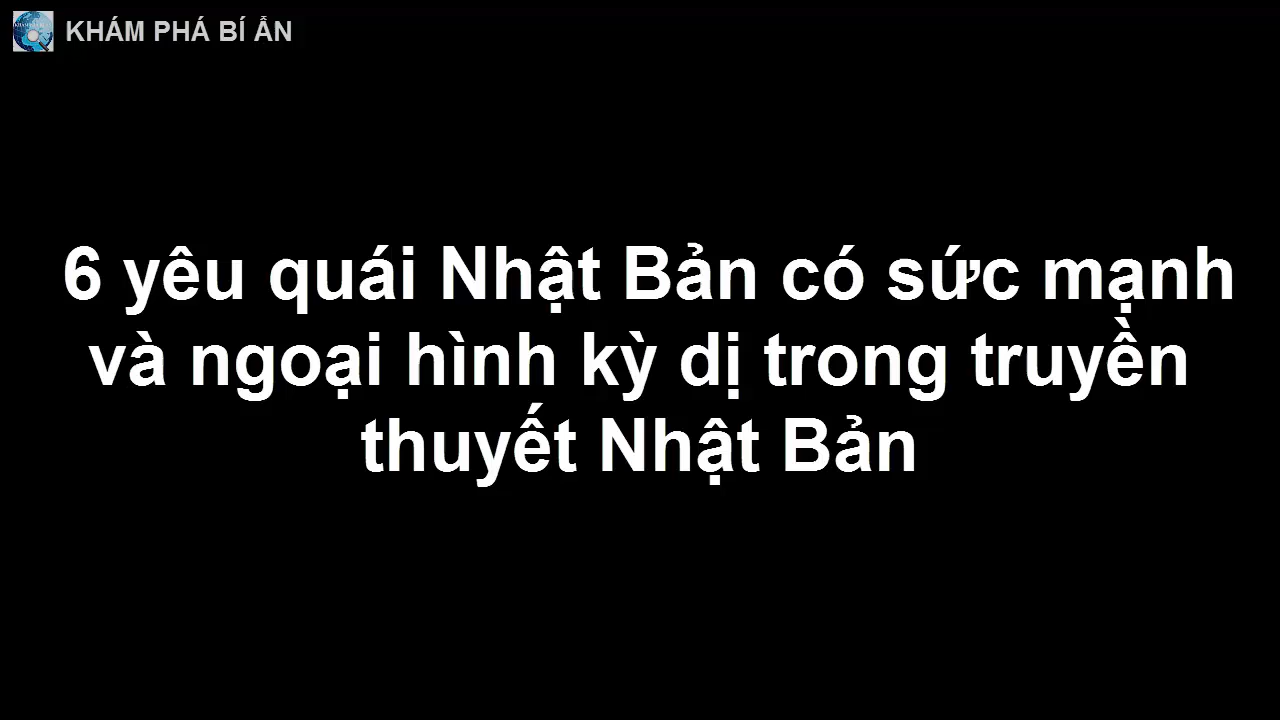 KHÁM PHÁ BÍ ẨN
6 yêu quái Nhật Bản có sức mạnh
và ngoại hình kỳ dị trong truyền
thuyết Nhật Bản